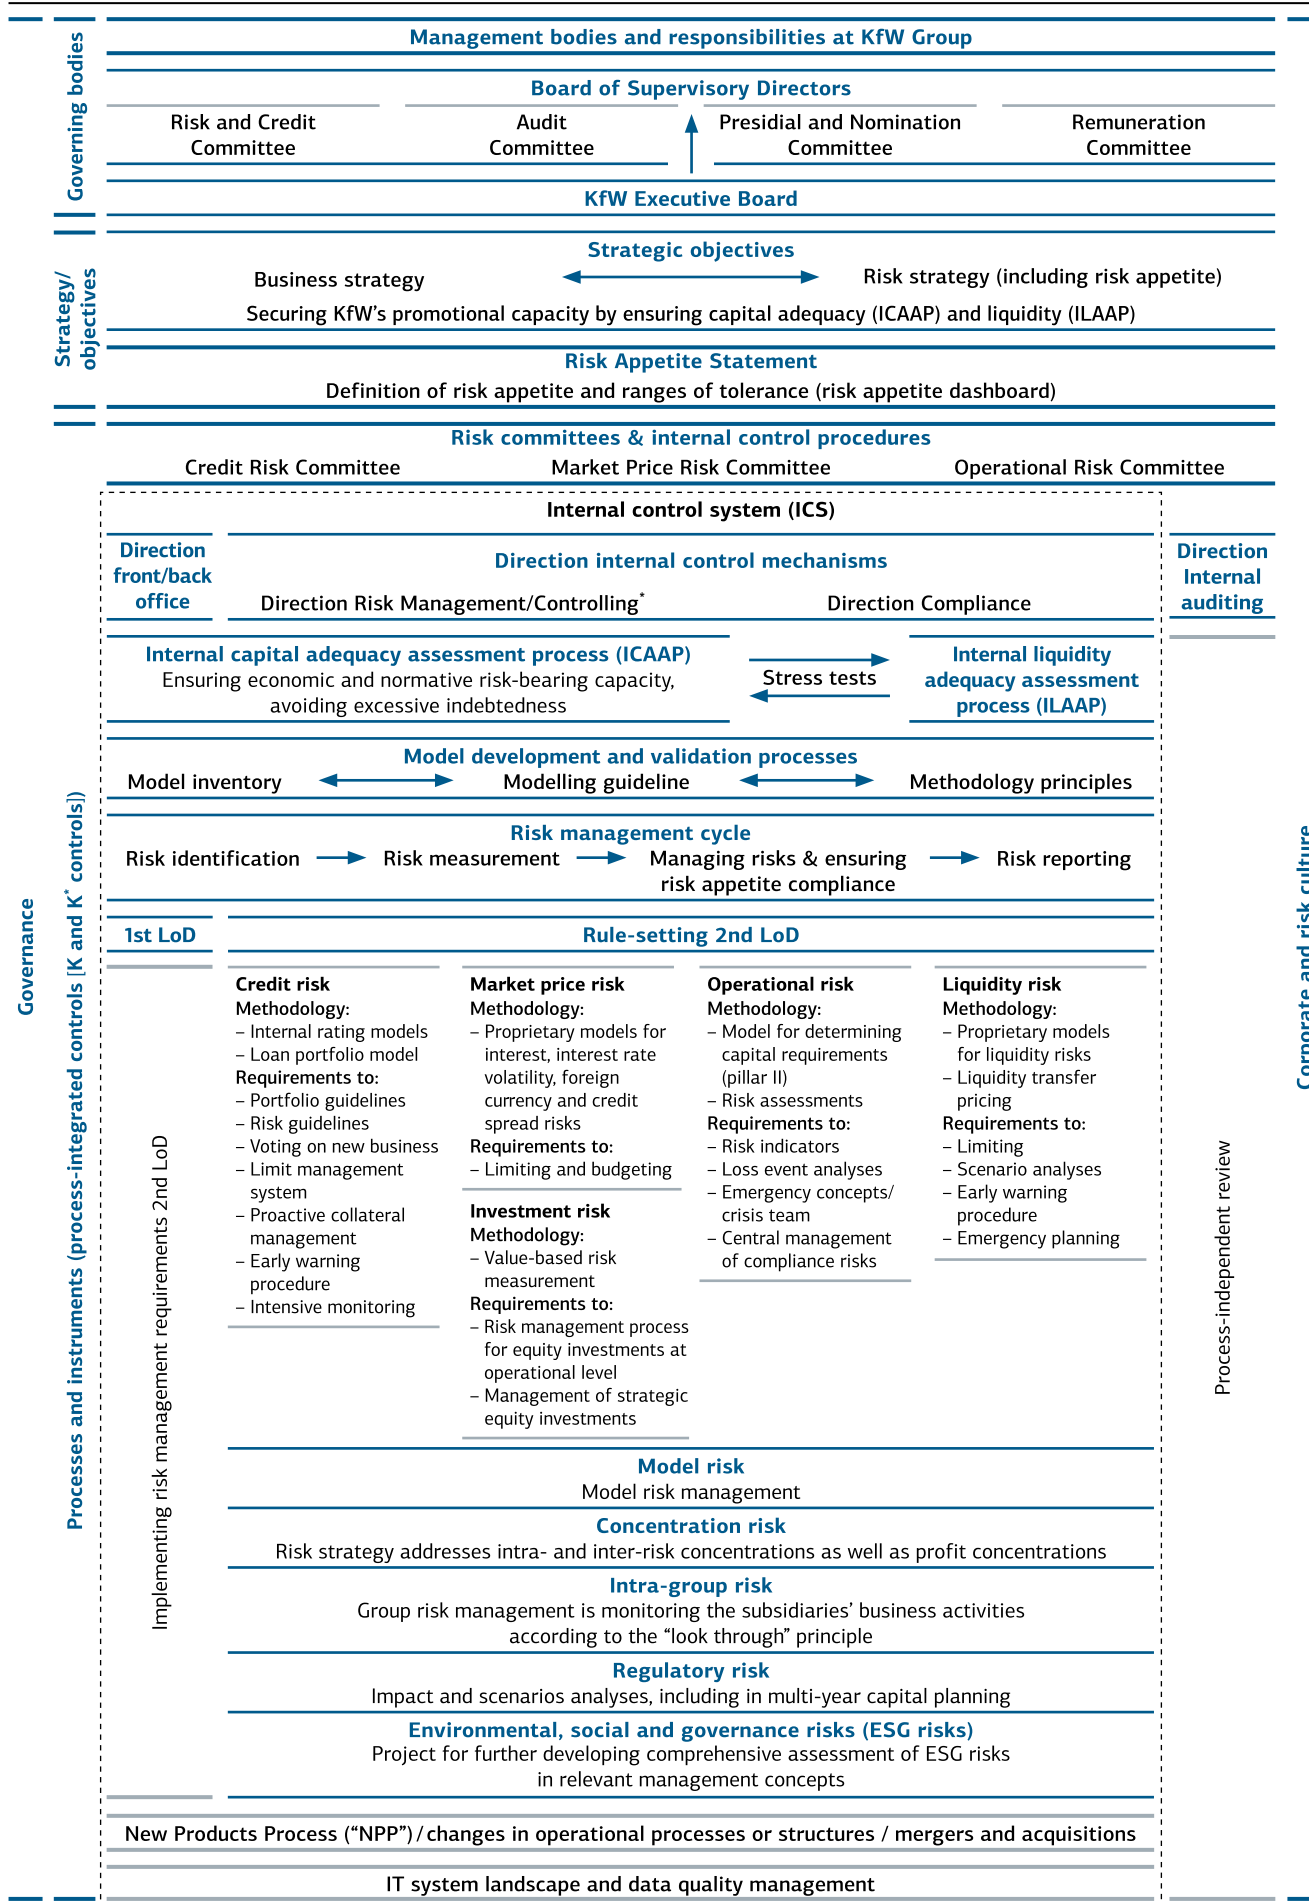 Management bodies and responsibilities at KfW Group
Governing bodies
Board of Supervisory Directors
Risk and Credit
Committee
Audit
Committee
Presidial and Nomination
Committee
Remuneration
Committee
KfW Executive Board
Strategy/
objectives
Strategic objectives
Business strategy
Risk strategy (including risk appetite)
Securing KfW's promotional capacity by ensuring capital adequacy (ICAAP) and liquidity (ILAAP)
Risk Appetite Statement
Definition of risk appetite and ranges of tolerance (risk appetite dashboard)
Governance
Processes and instruments (process-integrated controls [K and K* controls])
Corporate and risk culture
Risk committees & internal control procedures
Credit Risk Committee
Market Price Risk Committee
Operational Risk Committee
Internal control system (ICS)
Direction
front/back
office
Direction internal control mechanisms
Direction Risk Management/Controlling*
Direction Compliance
Direction
Internal
auditing
Internal capital adequacy assessment process (ICAAP)
Ensuring economic and normative risk-bearing capacity,
avoiding excessive indebtedness
Stress tests
Internal liquidity
adequacy assessment
process (ILAAP)
Model development and validation processes
Model inventory
Modelling guideline
Methodology principles
Risk management cycle
Risk identification
Risk measurement
Managing risks & ensuring
risk appetite compliance
Risk reporting
1st LoD
Rule-setting 2nd LoD
Implementing risk management requirements 2nd LoD
Credit risk
Methodology:
– Internal rating models
– Loan portfolio model
Requirements to:
– Portfolio guidelines
– Risk guidelines
– Voting on new business
– Limit management
system
– Proactive collateral
management
– Early warning
procedure
– Intensive monitoring
Market price risk
Methodology:
– Proprietary models for
interest, interest rate
volatility, foreign
currency and credit
spread risks
Requirements to:
– Limiting and budgeting
Investment risk
Methodology:
– Value-based risk
measurement
Requirements to:
– Risk management process
for equity investments at
operational level
– Management of strategic
equity investments
Operational risk
Methodology:
– Model for determining
capital requirements
(pillar II)
– Risk assessments
Requirements to:
– Risk indicators
– Loss event analyses
– Emergency concepts/
crisis team
– Central management
of compliance risks
Liquidity risk
Methodology:
– Proprietary models
for liquidity risks
– Liquidity transfer
pricing
Requirements to:
– Limiting
– Scenario analyses
– Early warning
procedure
– Emergency planning
Process-independent review
Model risk
Model risk management
Concentration risk
Risk strategy addresses intra- and inter-risk concentrations as well as profit concentrations
Intra-group risk
Group risk management is monitoring the subsidiaries' business activities
according to the “look through” principle
Regulatory risk
Impact and scenarios analyses, including in multi-year capital planning
Environmental, social and governance risks (ESG risks)
Project for further developing comprehensive assessment of ESG risks
in relevant management concepts
New Products Process (“NPP”) / changes in operational processes or structures / mergers and acquisitions
IT system landscape and data quality management